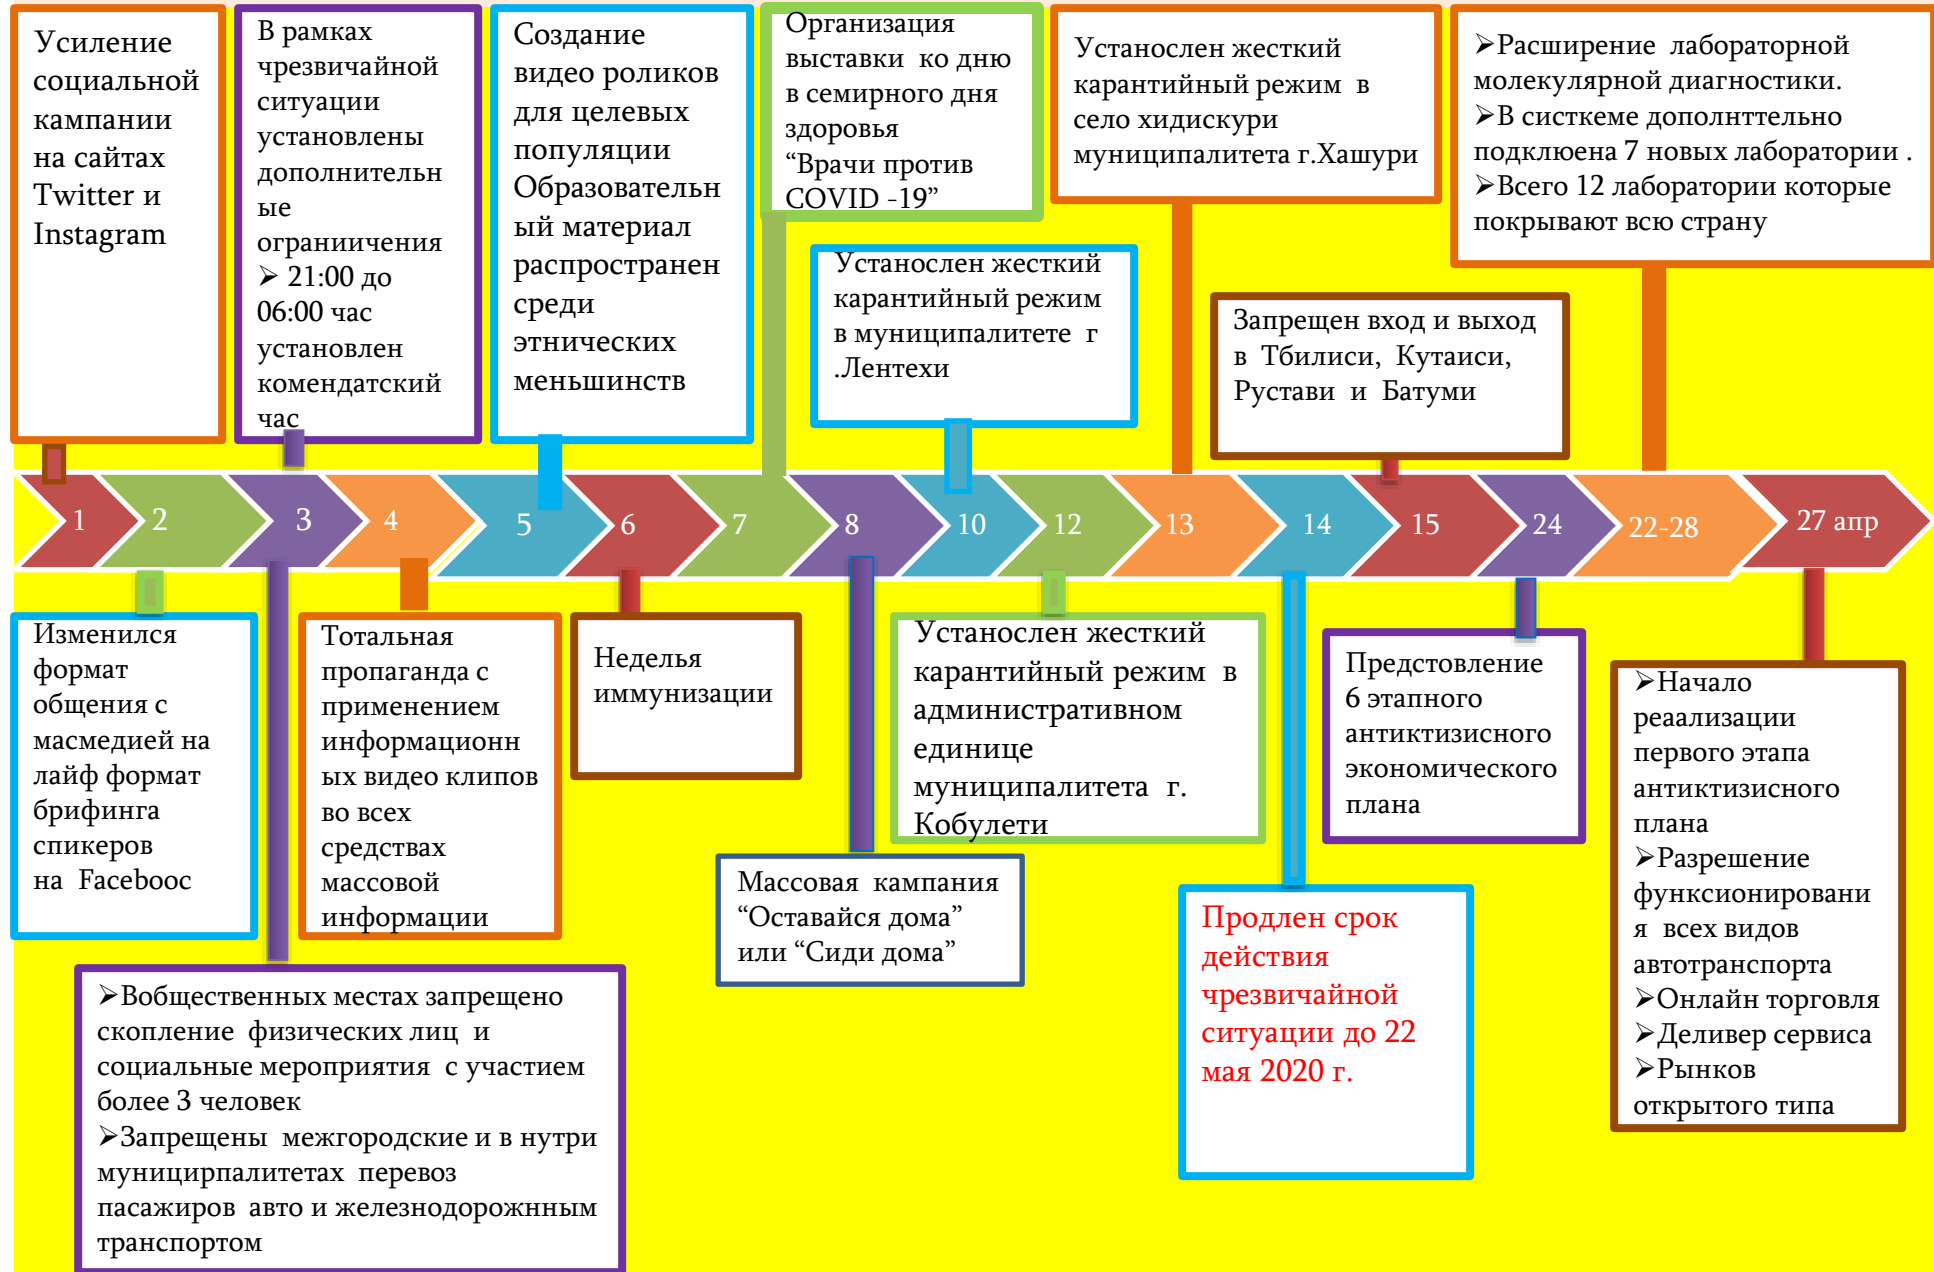 Усиление
социальной
кампании
на сайтах
Twitter и
Instagram
В рамках
чрезвичайной
ситуации
установлены
дополнительн
ые
ограниичения
➢ 21:00 до
06:00 час
установлен
комендатский
час
Создание
видео роликов
для целевых
популяции
Образовательн
ый материал
распространен
среди
этнических
меньшинств
Организация
выставки ко дню
в семирного дня
здоровья
“Врачи против
COVID -19”
Устанослен жесткий
карантийный режим
в муниципалитете г
.Лентехи
Устанослен жесткий
карантийный режим в
село хидискури
муниципалитета г.Хашури
Запрещен вход и выход
в Тбилиси, Кутаиси,
Рустави и Батуми
➢Расширение лабораторной
молекулярной диагностики.
➢В систкеме дополнттельно
подклюена 7 новых лаборатории .
➢Всего 12 лаборатории которые
покрывают всю страну
1
2
3
4
5
6
7
8
10
12
13
14
15
24
22-28
27 апр
Изменился
формат
общения с
масмедией на
лайф формат
брифинга
спикеров
на Facebooc
➢Вобщественных местах запрещено
скопление физических лиц и
социальные мероприятия с участием
более 3 человек
➢Запрещены межгородские и в нутри
муницирпалитетах перевоз
пасажиров авто и железнодорожнным
транспортом
Тотальная
пропаганда с
применением
информационн
ых видео клипов
во всех
средствах
массовой
информации
Неделья
иммунизации
Массовая кампания
“Оставайся дома”
или “Сиди дома”
Устанослен жесткий
карантийный режим в
административном
единице
муниципалитета г.
Кобулети
Продлен срок
действия
чрезвичайной
ситуации до 22
мая 2020 г.
Предстовление
6 этапного
антиктизисного
экономического
плана
➢Начало
реаализации
первого этапа
антиктизисного
плана
➢Разрешение
функсионировани
я всех видов
автотранспорта
➢Онлайн торговля
➢Деливер сервиса
➢Рынков
открытого типа